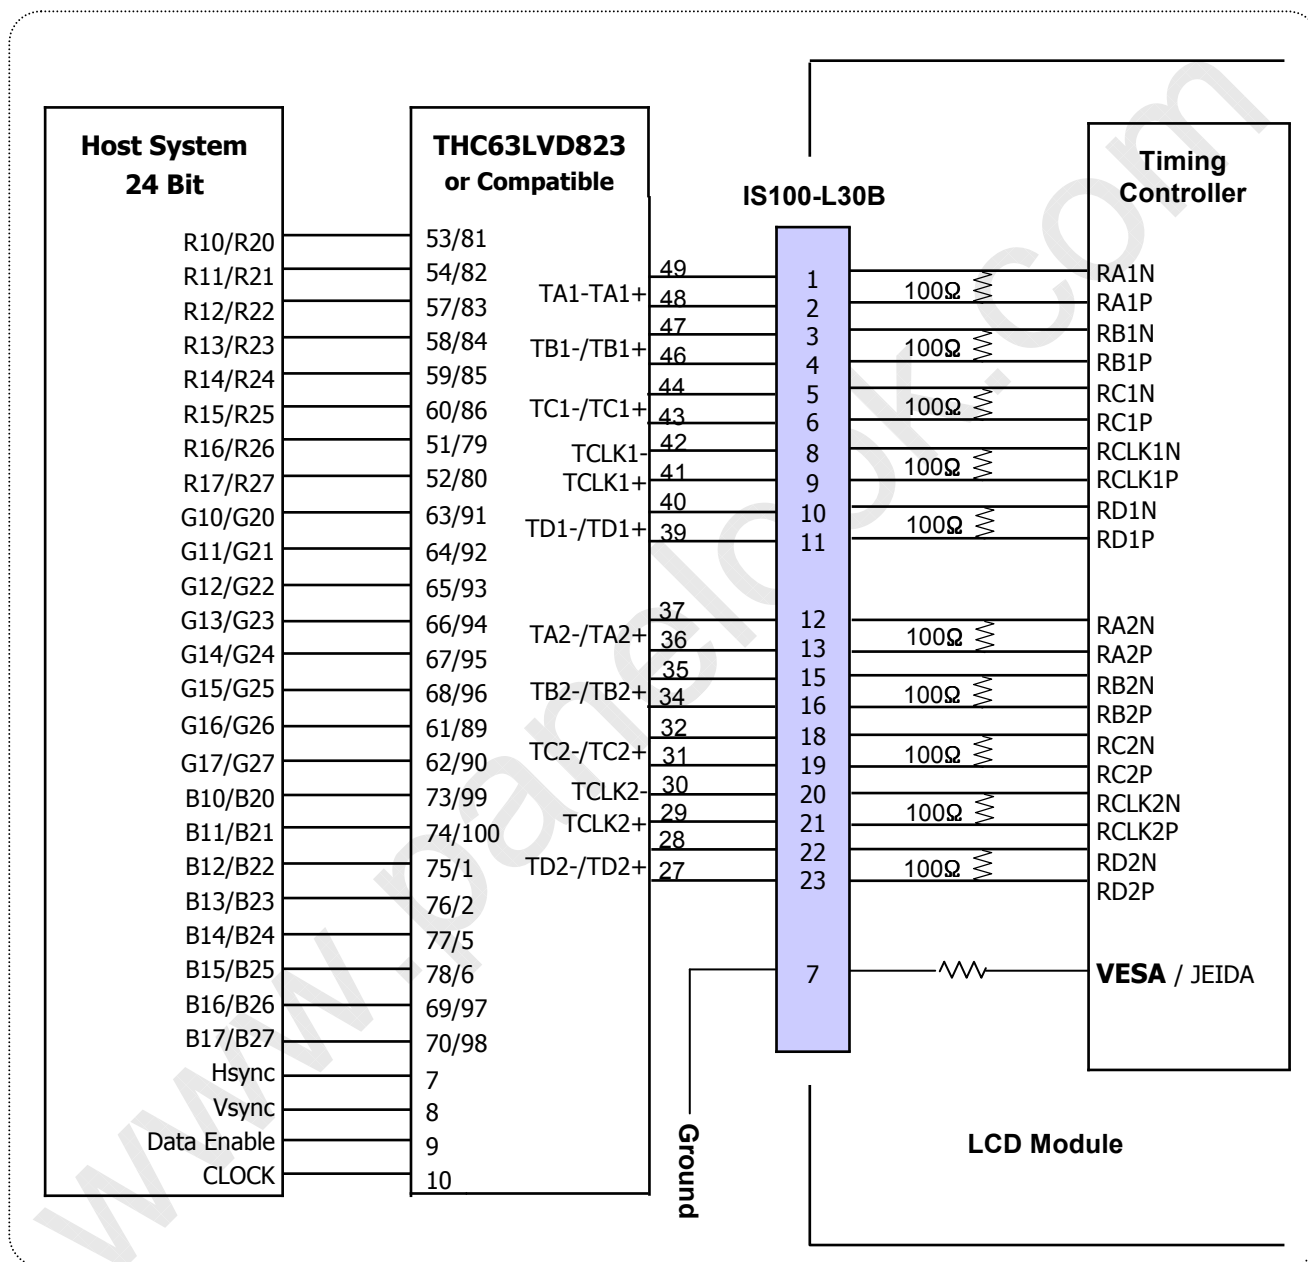 Host System
24 Bit
R10/R20
R11/R21
R12/R22
R13/R23
R14/R24
R15/R25
R16/R26
R17/R27
G10/G20
G11/G21
G12/G22
G13/G23
G14/G24
G15/G25
G16/G26
G17/G27
B10/B20
B11/B21
B12/B22
B13/B23
B14/B24
B15/B25
B16/B26
B17/B27
Hsync
Vsync
Data Enable
CLOCK
THC63LVD823
or Compatible
53/81
54/82
57/83
58/84
59/85
60/86
51/79
52/80
63/91
64/92
65/93
66/94
67/95
68/96
61/89
62/90
73/99
74/100
75/1
76/2
77/5
78/6
69/97
70/98
7
8
9
10
TA1-TA1+
TB1-/TB1+
TC1-/TC1+
TCLK1-
TCLK1+
TD1-/TD1+
TA2-/TA2+
TB2-/TB2+
TC2-/TC2+
TCLK2-
TCLK2+
TD2-/TD2+
49
48
47
46
44
43
42
41
40
39
37
36
35
34
32
31
30
29
28
27
Ground
IS100-L30B
1
2
3
4
5
6
8
9
10
11
12
13
15
16
18
19
20
21
22
23
7
100Ω
100Ω
100Ω
100Ω
100Ω
100Ω
100Ω
100Ω
100Ω
100Ω
Timing
Controller
RA1N
RA1P
RB1N
RB1P
RC1N
RC1P
RCLK1N
RCLK1P
RD1N
RD1P
RA2N
RA2P
RB2N
RB2P
RC2N
RC2P
RCLK2N
RCLK2P
RD2N
RD2P
VESA / JEIDA
LCD Module
www.panelook.com